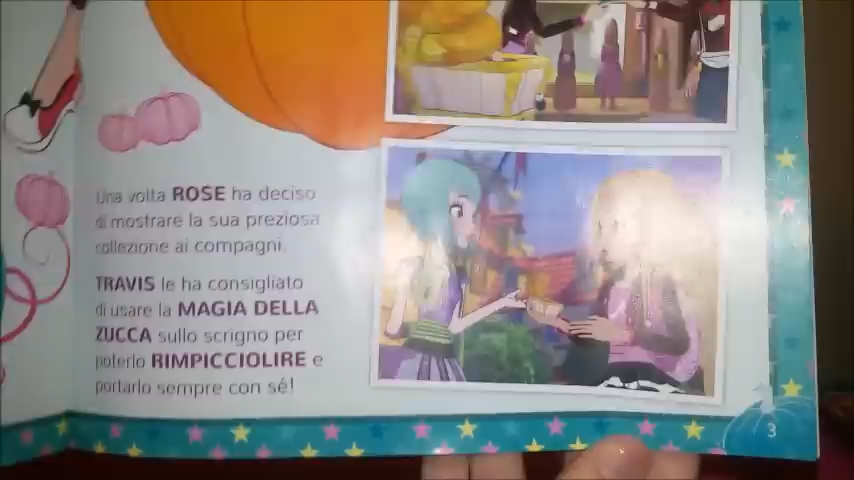 Una volta ROSE ha deciso
di mostrare la sua preziosa
collezione ai compagni.
TRAVIS le ha consigliato
di usare la MAGIA DELLA
ZUCCA sullo scrigno per
poterlo RIMPICCIOLIRE e
portarlo sempre con sé!
3